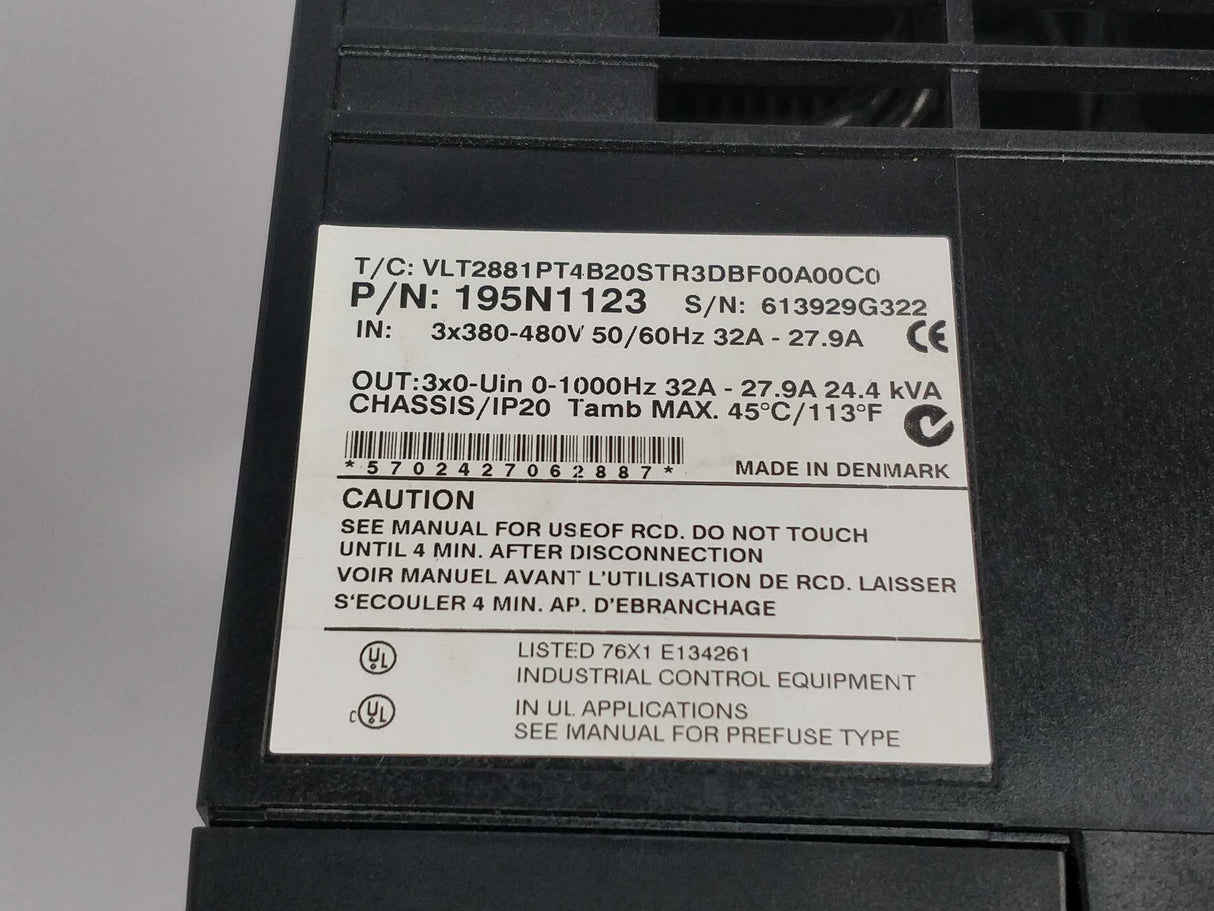 T/C: VLT2881PT4B20STR3DBF00A00C0
P/N: 195N1123 S/N: 613929G322
IN: 3x380-480V 50/60Hz 32A - 27.9A CE
OUT:3x0-Uin 0-1000Hz 32A - 27.9A 24.4 kVA
CHASSIS/IP20 Tamb MAX. 45°C/113°F
*5702427062887* MADE IN DENMARK
CAUTION
SEE MANUAL FOR USEOF RCD. DO NOT TOUCH
UNTIL 4 MIN. AFTER DISCONNECTION
VOIR MANUEL AVANT L'UTILISATION DE RCD. LAISSER
S'ECOULER 4 MIN. AP. D'EBRANCHAGE
UL LISTED 76X1 E134261
INDUSTRIAL CONTROL EQUIPMENT
c UL IN UL APPLICATIONS
SEE MANUAL FOR PREFUSE TYPE